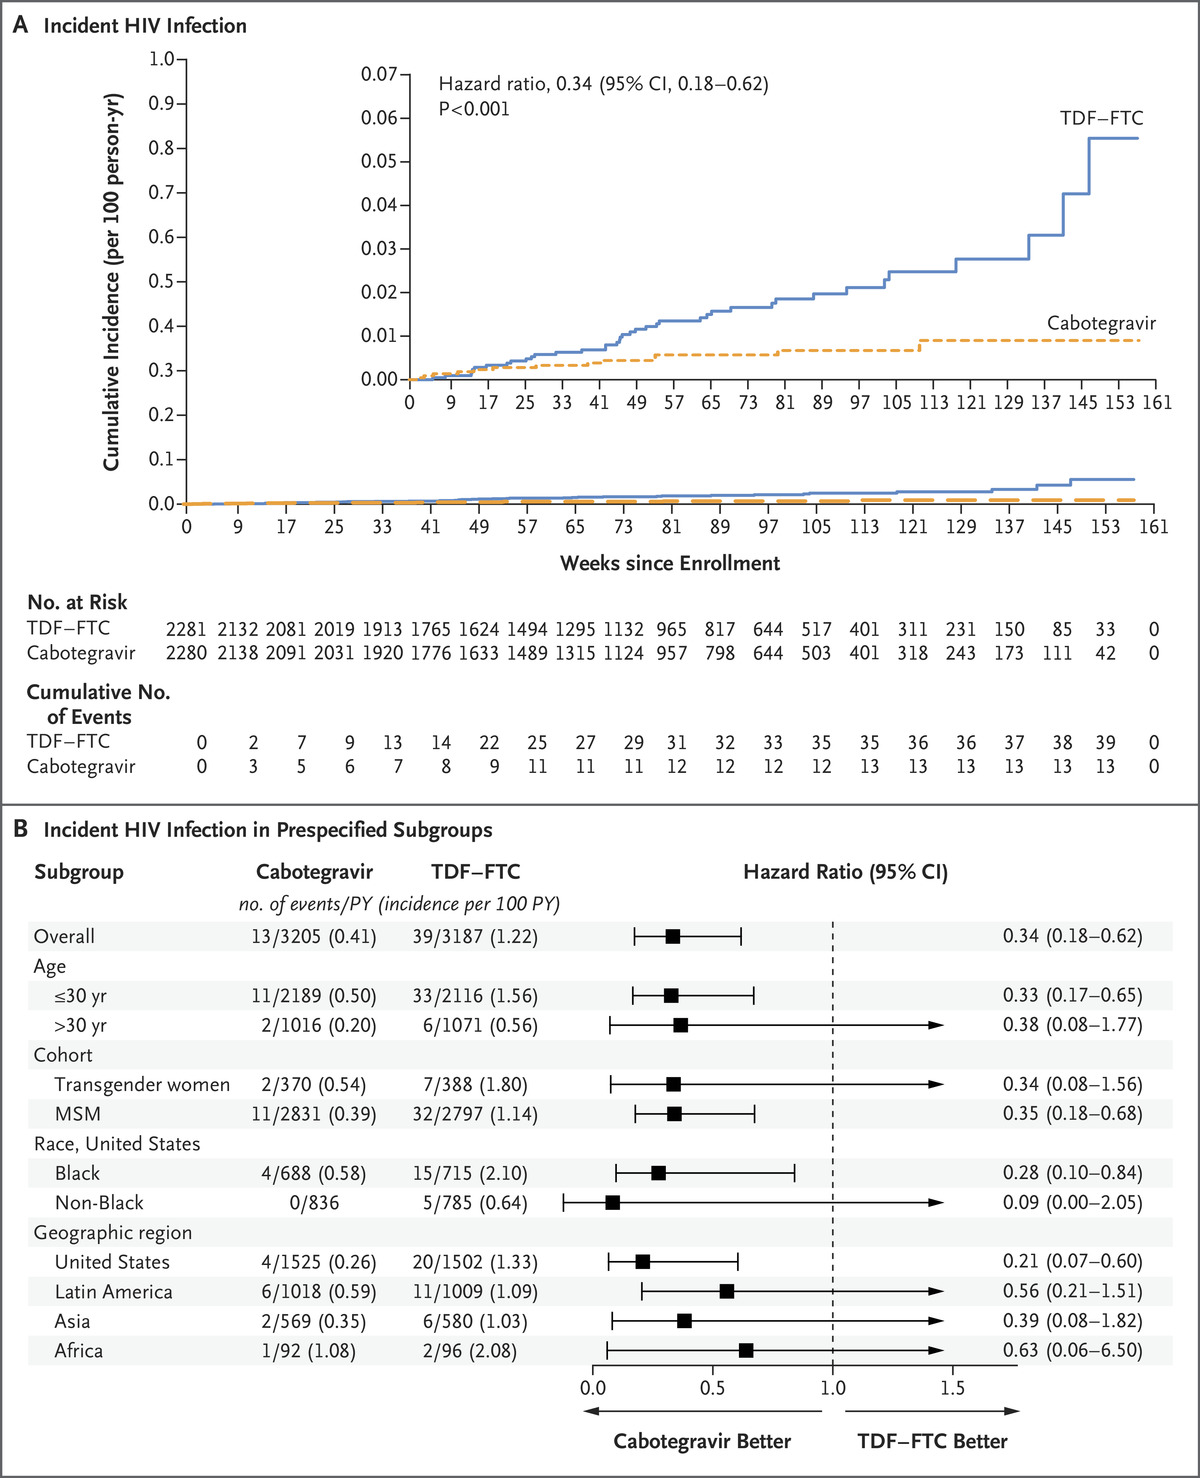 A Incident HIV Infection
Cumulative Incidence (per 100 person-yr)
1.0
0.9
0.8
0.7
0.6
0.5
0.4
0.3
0.2
0.1
0.0
0 9 17 25 33 41 49 57 65 73 81 89 97 105 113 121 129 137 145 153 161
0.07
0.06
0.05
0.04
0.03
0.02
0.01
0.00
0 9 17 25 33 41 49 57 65 73 81 89 97 105 113 121 129 137 145 153 161
Hazard ratio, 0.34 (95% CI, 0.18–0.62)
P<0.001
TDF–FTC
Cabotegravir
Weeks since Enrollment
No. at Risk
TDF–FTC 2281 2132 2081 2019 1913 1765 1624 1494 1295 1132 965 817 644 517 401 311 231 150 85 33 0
Cabotegravir 2280 2138 2091 2031 1920 1776 1633 1489 1315 1124 957 798 644 503 401 318 243 173 111 42 0
Cumulative No.
of Events
TDF–FTC 0 2 7 9 13 14 22 25 27 29 31 32 33 35 35 36 36 37 38 39 0
Cabotegravir 0 3 5 6 7 8 9 11 11 11 12 12 12 12 13 13 13 13 13 13 0
B Incident HIV Infection in Prespecified Subgroups
Subgroup Cabotegravir TDF–FTC Hazard Ratio (95% CI)
no. of events/PY (incidence per 100 PY)
Overall 13/3205 (0.41) 39/3187 (1.22) 0.34 (0.18–0.62)
Age
≤30 yr 11/2189 (0.50) 33/2116 (1.56) 0.33 (0.17–0.65)
>30 yr 2/1016 (0.20) 6/1071 (0.56) 0.38 (0.08–1.77)
Cohort
Transgender women 2/370 (0.54) 7/388 (1.80) 0.34 (0.08–1.56)
MSM 11/2831 (0.39) 32/2797 (1.14) 0.35 (0.18–0.68)
Race, United States
Black 4/688 (0.58) 15/715 (2.10) 0.28 (0.10–0.84)
Non-Black 0/836 5/785 (0.64) 0.09 (0.00–2.05)
Geographic region
United States 4/1525 (0.26) 20/1502 (1.33) 0.21 (0.07–0.60)
Latin America 6/1018 (0.59) 11/1009 (1.09) 0.56 (0.21–1.51)
Asia 2/569 (0.35) 6/580 (1.03) 0.39 (0.08–1.82)
Africa 1/92 (1.08) 2/96 (2.08) 0.63 (0.06–6.50)
0.0 0.5 1.0 1.5
Cabotegravir Better TDF–FTC Better